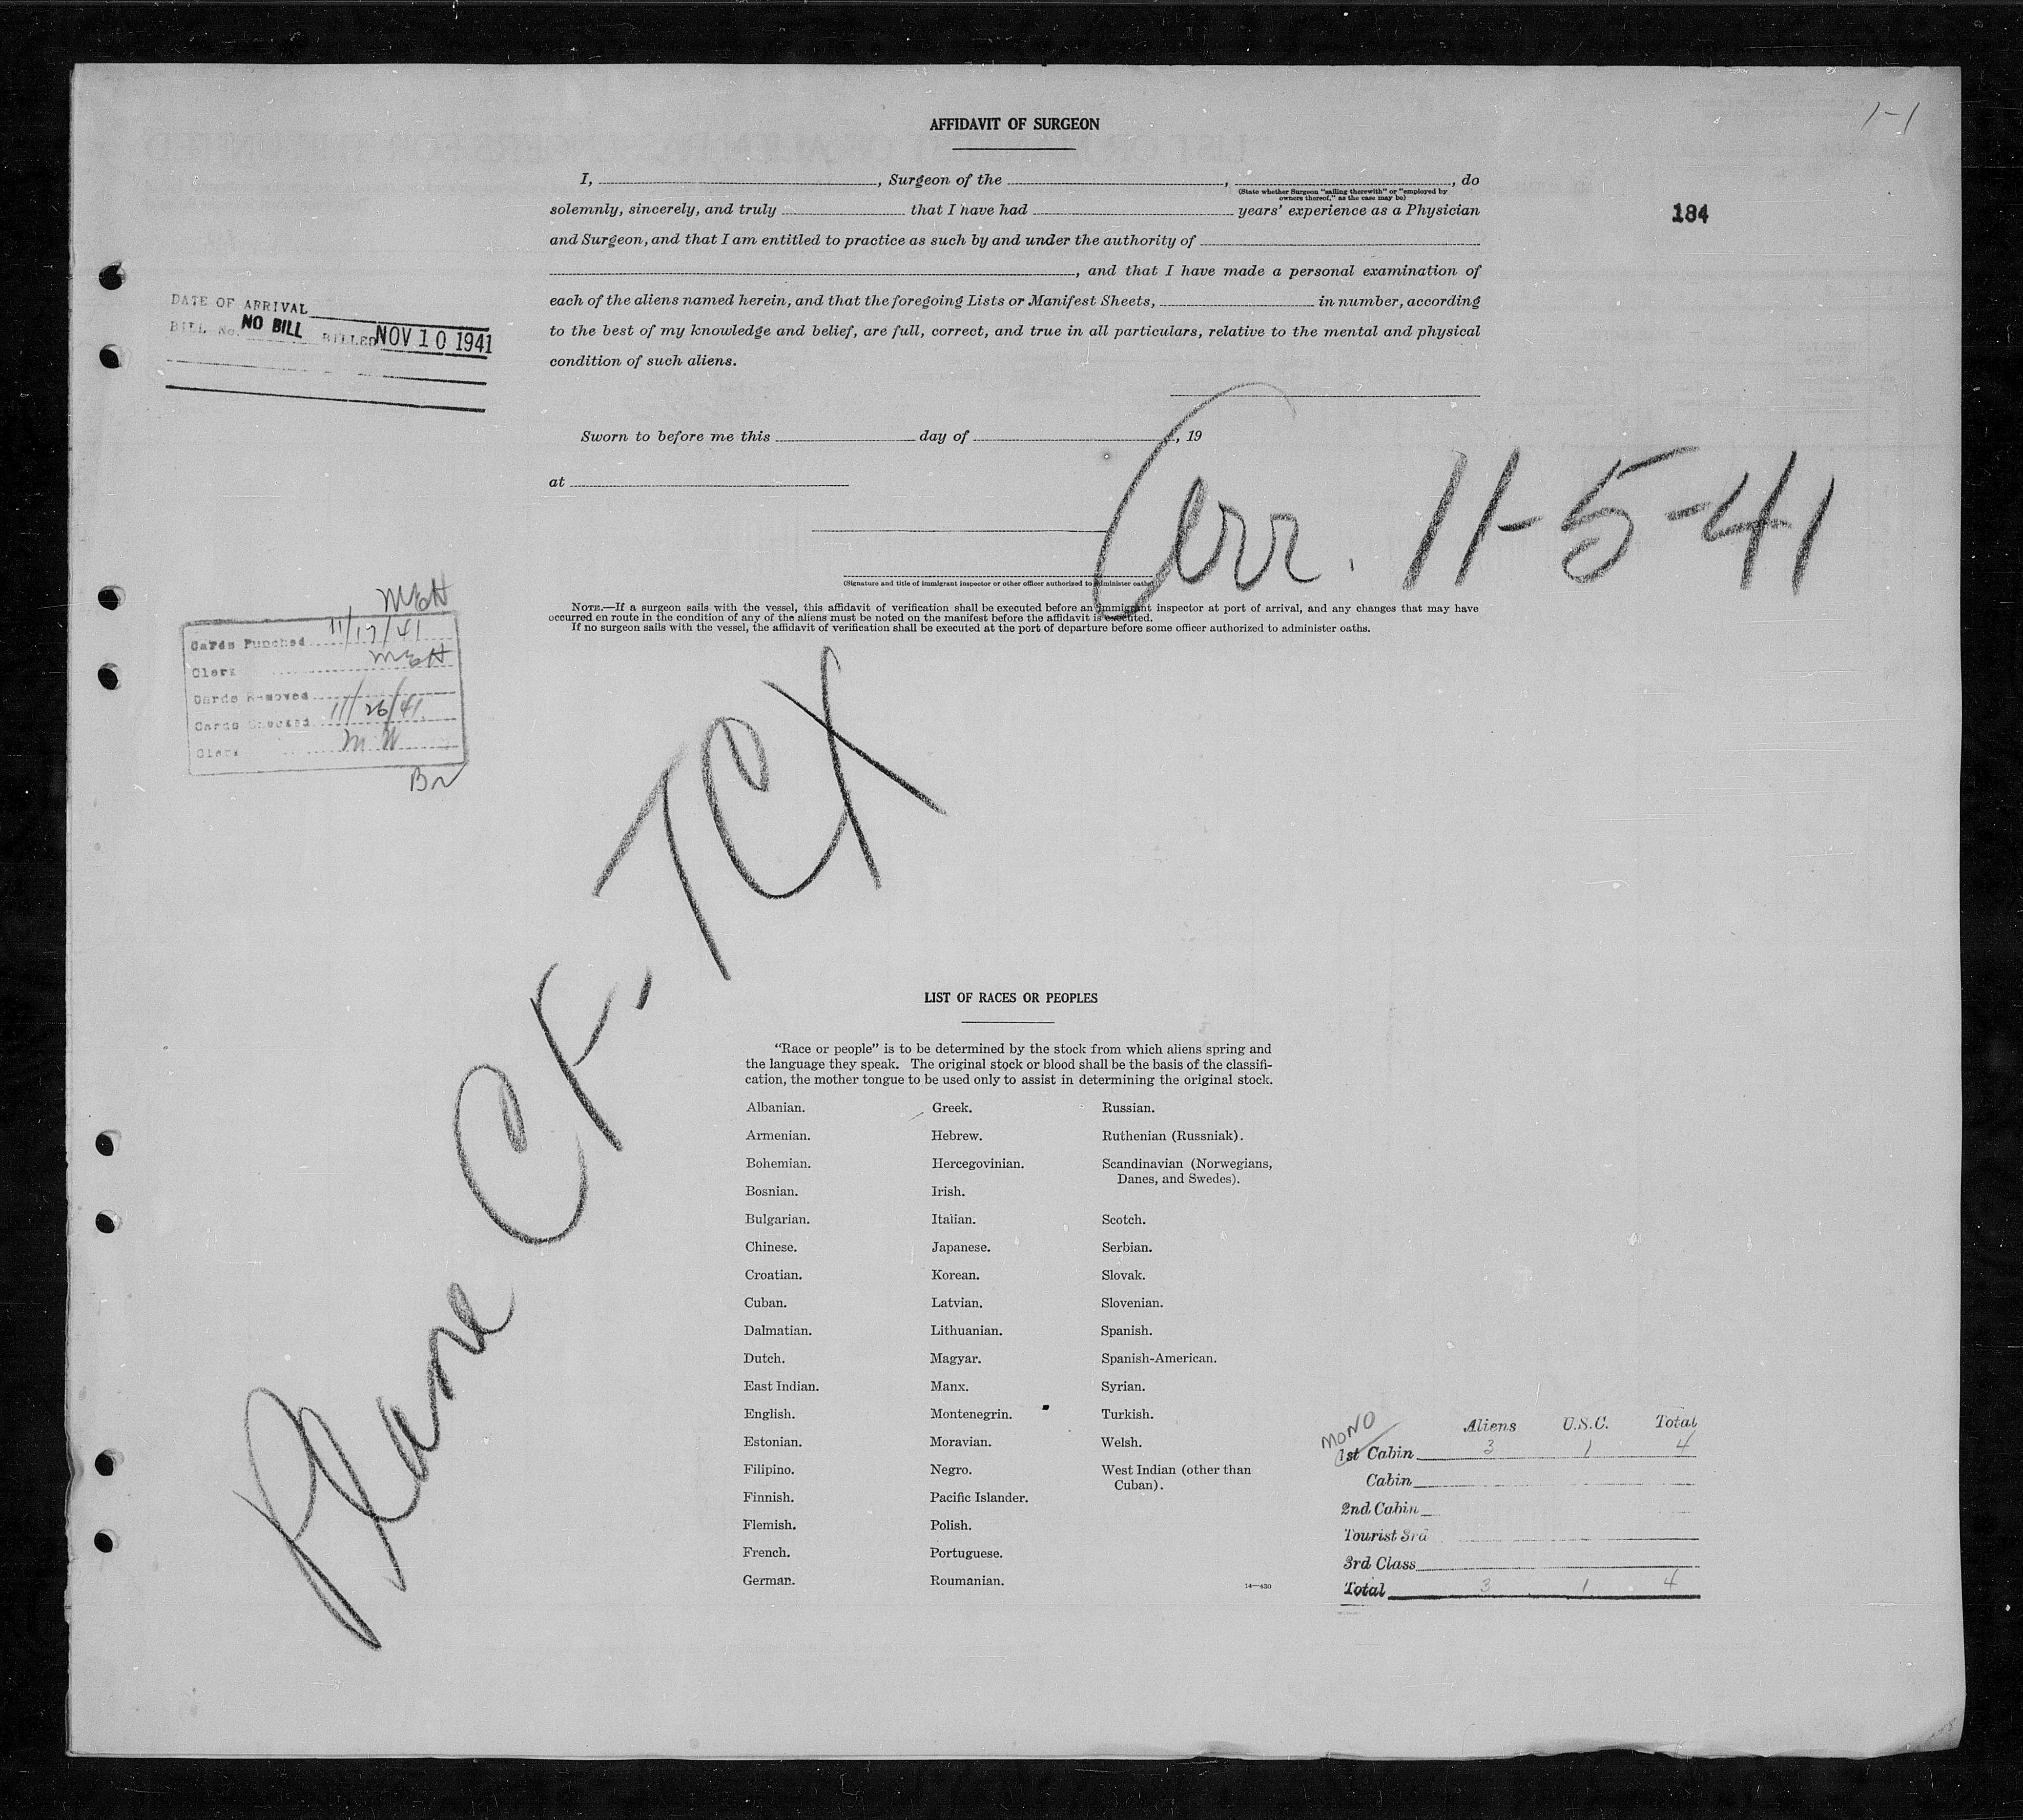 1-1
AFFIDAVIT OF SURGEON
I, , Surgeon of the , , do
(State whether Surgeon "sailing therewith" or "employed by
owners thereof," as the case may be)
solemnly, sincerely, and truly that I have had years' experience as a Physician
184
and Surgeon, and that I am entitled to practice as such by and under the authority of
, and that I have made a personal examination of
each of the aliens named herein, and that the foregoing Lists or Manifest Sheets, in number, according
to the best of my knowledge and belief, are full, correct, and true in all particulars, relative to the mental and physical
condition of such aliens.
DATE OF ARRIVAL
BILL No. NO BILL BILLED NOV 10 1941
Sworn to before me this day of , 19
at
Arr. 11-5-41
(Signature and title of immigrant inspector or other officer authorized to administer oaths)
NOTE.—If a surgeon sails with the vessel, this affidavit of verification shall be executed before an immigrant inspector at port of arrival, and any changes that may have
occurred en route in the condition of any of the aliens must be noted on the manifest before the affidavit is executed.
If no surgeon sails with the vessel, the affidavit of verification shall be executed at the port of departure before some officer authorized to administer oaths.
Cards Punched 11/17/41
Clerk
Cards Removed
Cards Checked 11/26/41
Clerk
Plane CF-TCX
LIST OF RACES OR PEOPLES
"Race or people" is to be determined by the stock from which aliens spring and
the language they speak. The original stock or blood shall be the basis of the classifi-
cation, the mother tongue to be used only to assist in determining the original stock.
Albanian.
Armenian.
Bohemian.
Bosnian.
Bulgarian.
Chinese.
Croatian.
Cuban.
Dalmatian.
Dutch.
East Indian.
English.
Estonian.
Filipino.
Finnish.
Flemish.
French.
German.
Greek.
Hebrew.
Hercegovinian.
Irish.
Italian.
Japanese.
Korean.
Latvian.
Lithuanian.
Magyar.
Manx.
Montenegrin.
Moravian.
Negro.
Pacific Islander.
Polish.
Portuguese.
Roumanian.
Russian.
Ruthenian (Russniak).
Scandinavian (Norwegians,
Danes, and Swedes).
Scotch.
Serbian.
Slovak.
Slovenian.
Spanish.
Spanish-American.
Syrian.
Turkish.
Welsh.
West Indian (other than
Cuban).
14—430
MONO
Aliens U.S.C. Total
1st Cabin 3 1 4
Cabin
2nd Cabin
Tourist 3rd
3rd Class
Total 3 1 4